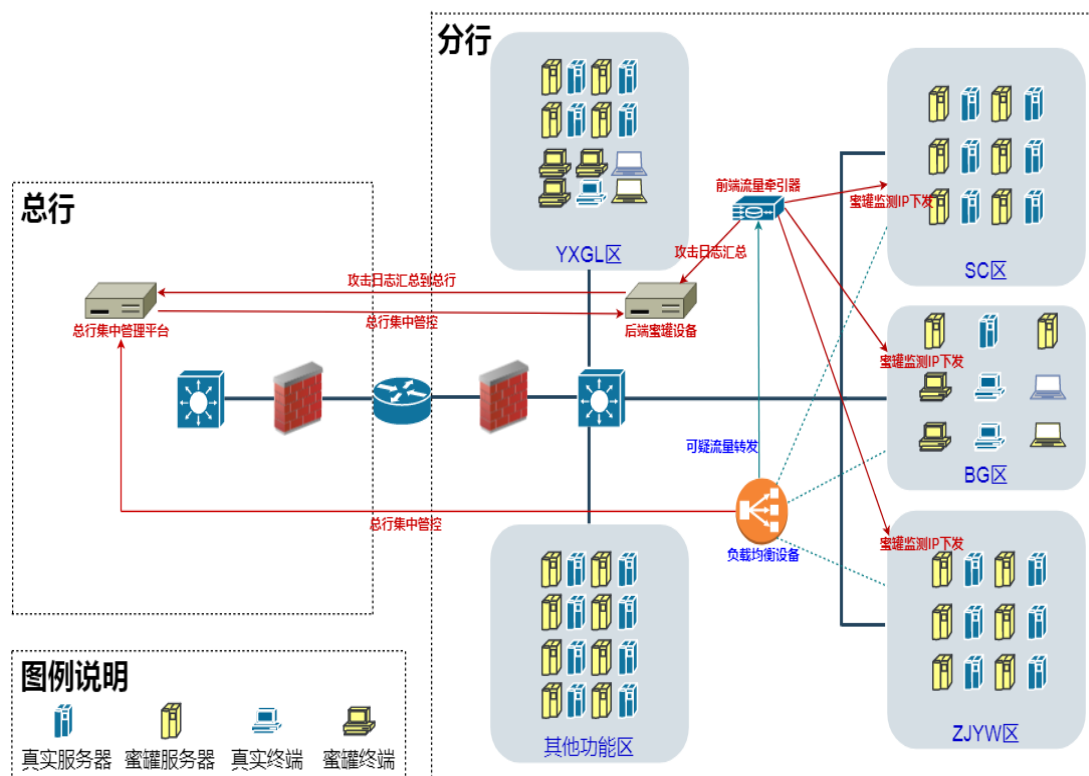 分行
YXGL区
前端流量牵引器
蜜罐监测IP下发
SC区
总行
攻击日志汇总
攻击日志汇总到总行
总行集中管理平台
总行集中管控
后端蜜罐设备
蜜罐监测IP下发
可疑流量转发
BG区
总行集中管控
负载均衡设备
蜜罐监测IP下发
其他功能区
ZJYW区
图例说明
真实服务器 蜜罐服务器 真实终端 蜜罐终端